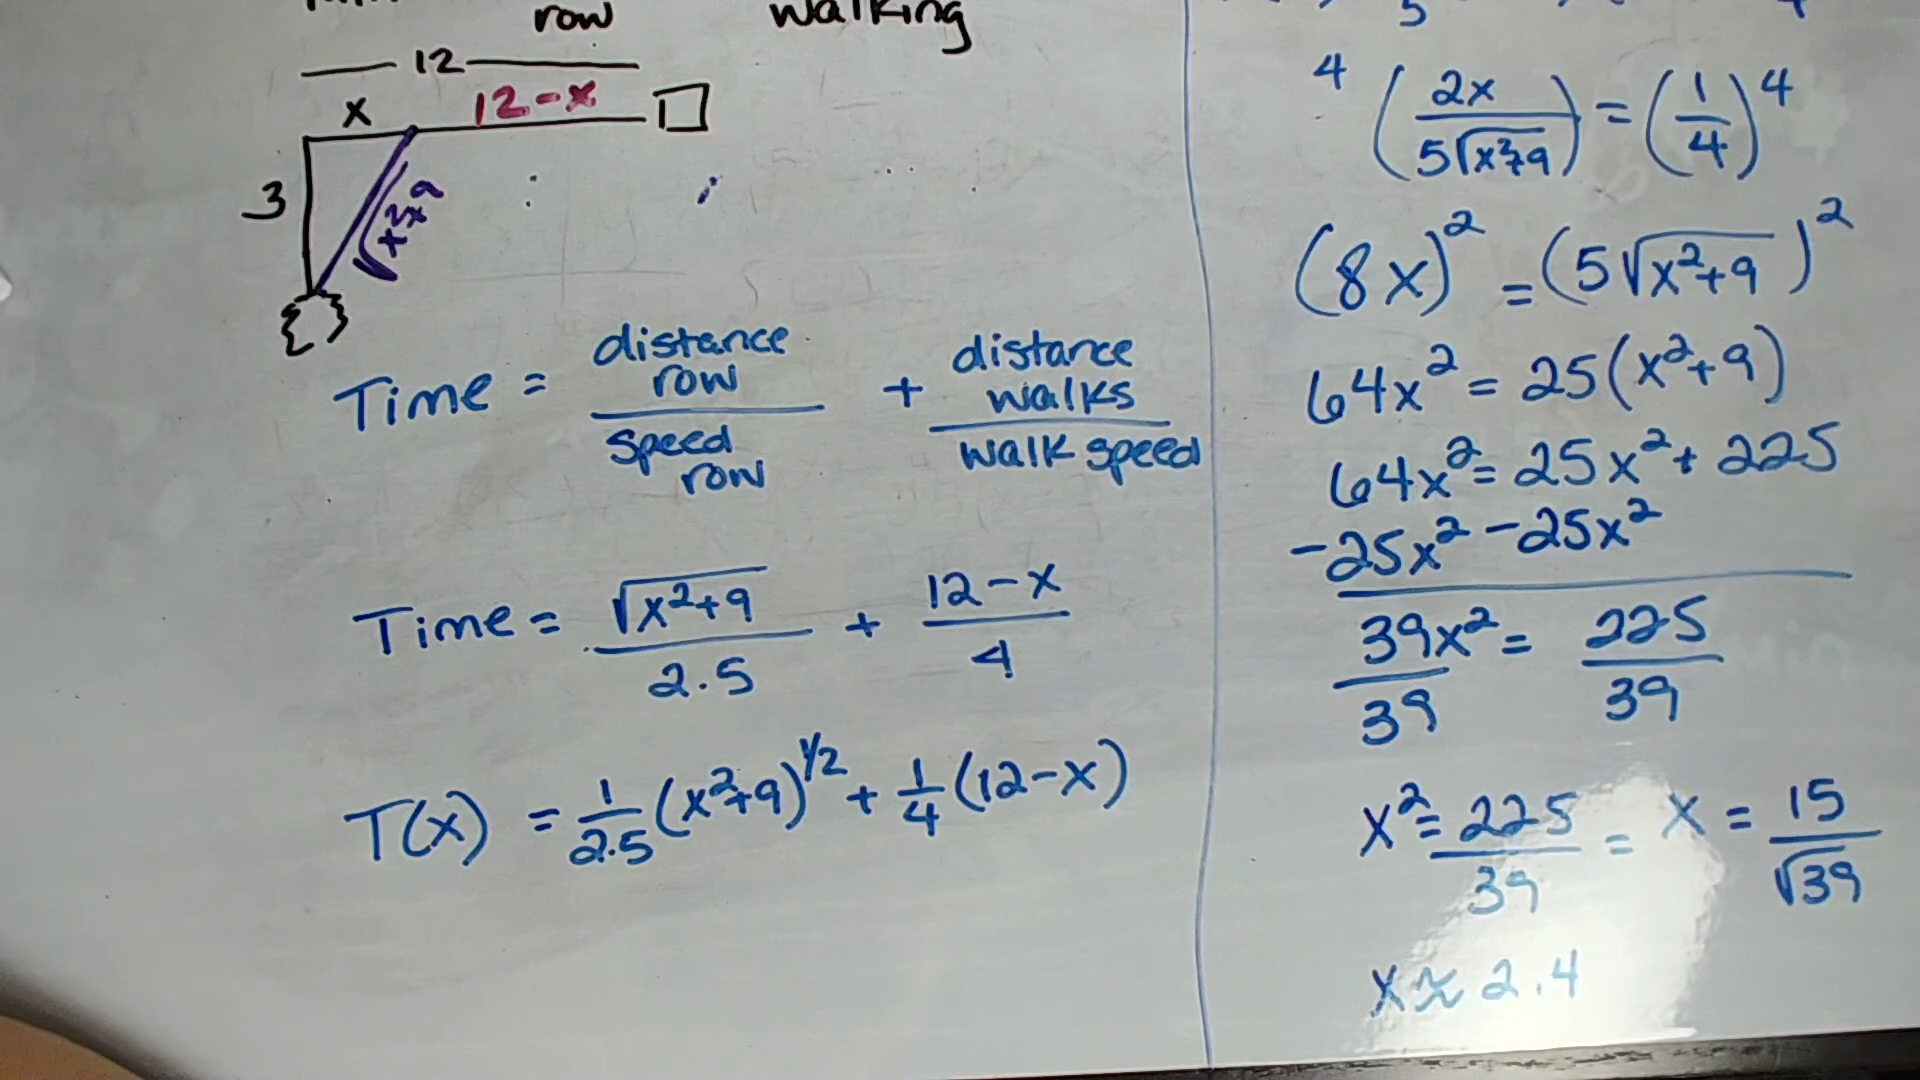 row
walking
12
x
12-x
3
√x²x9
Time = distance row / speed row + distance walks / walk speed
Time = √x²+9 / 2.5 + 12-x / 4
T(x) = 1/2.5 (x²+9)^1/2 + 1/4 (12-x)
5
4 (2x / 5√x²+9) = (1/4) 4
(8x)² = (5√x²+9)²
64x² = 25(x²+9)
64x² = 25x² + 225
-25x² -25x²
39x² / 39 = 225 / 39
x² = 225 / 39 = x = 15 / √39
x ≈ 2.4